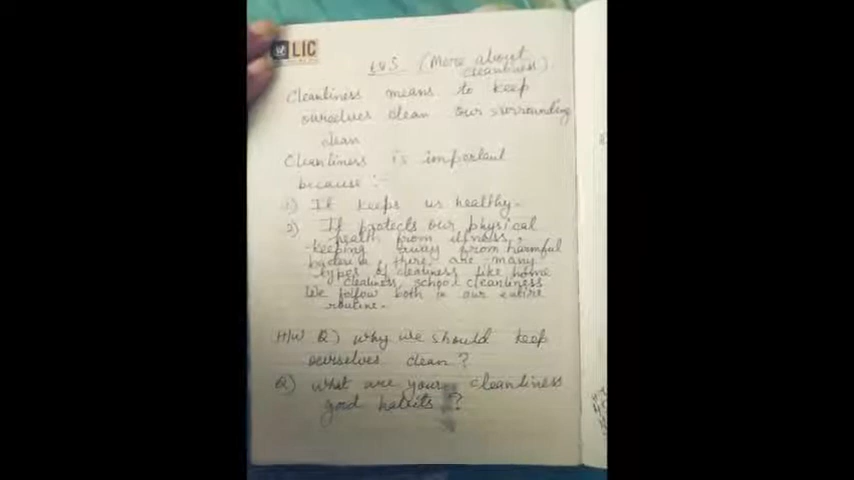 LIC
L-5 (More about
cleanliness)
Cleanliness means to keep
ourselves clean our surrounding
clean
Cleanliness is important
because :-
1) It keeps us healthy.
2) It protects our physical
health from illness,
keeping away from harmful
bacteria, there are many
types of cleanliness like home
cleanliness, school cleanliness
We follow both in our entire
routine.
H/W Q) why we should keep
ourselves clean ?
Q) what are your cleanliness
good habits ?